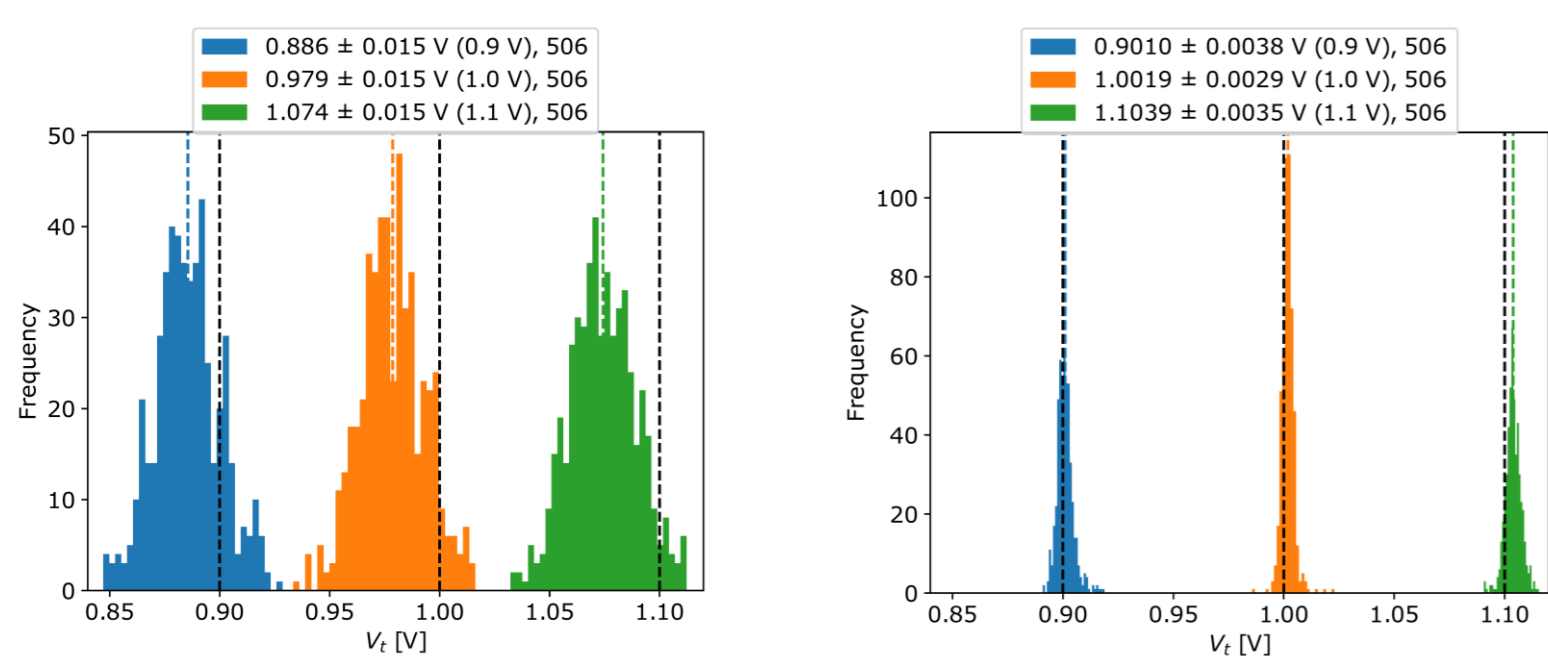 0.886 ± 0.015 V (0.9 V), 506
0.979 ± 0.015 V (1.0 V), 506
1.074 ± 0.015 V (1.1 V), 506
50
40
30
20
10
0
Frequency
0.85 0.90 0.95 1.00 1.05 1.10
Vt [V]
0.9010 ± 0.0038 V (0.9 V), 506
1.0019 ± 0.0029 V (1.0 V), 506
1.1039 ± 0.0035 V (1.1 V), 506
100
80
60
40
20
0
Frequency
0.85 0.90 0.95 1.00 1.05 1.10
Vt [V]